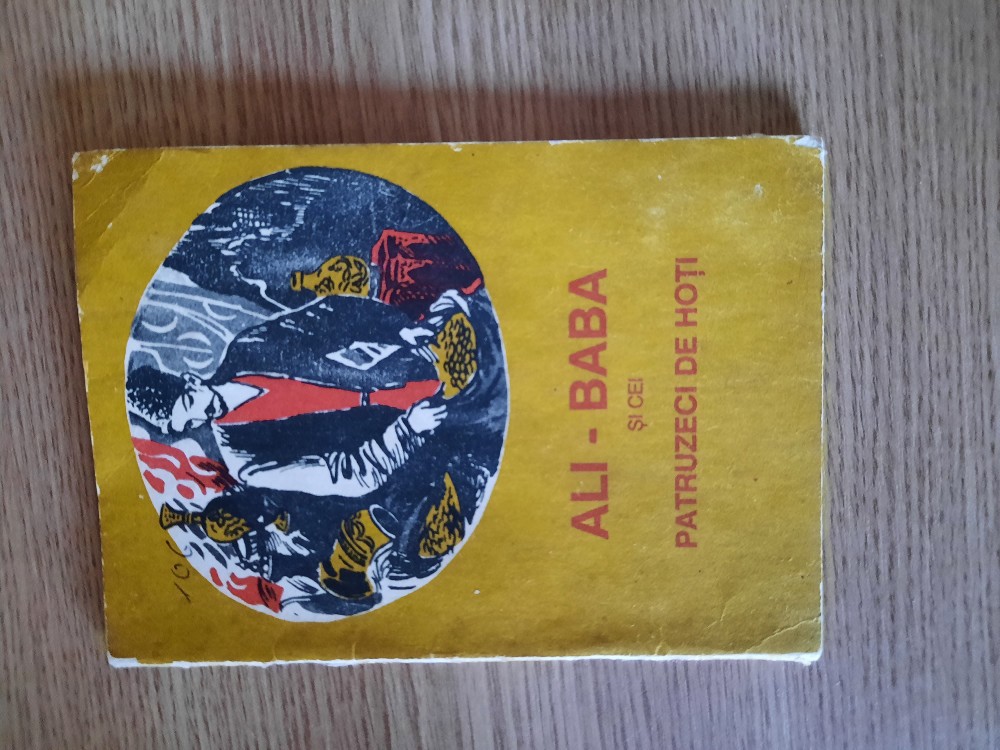 ALI - BABA
ȘI CEI
PATRUZECI DE HOȚI